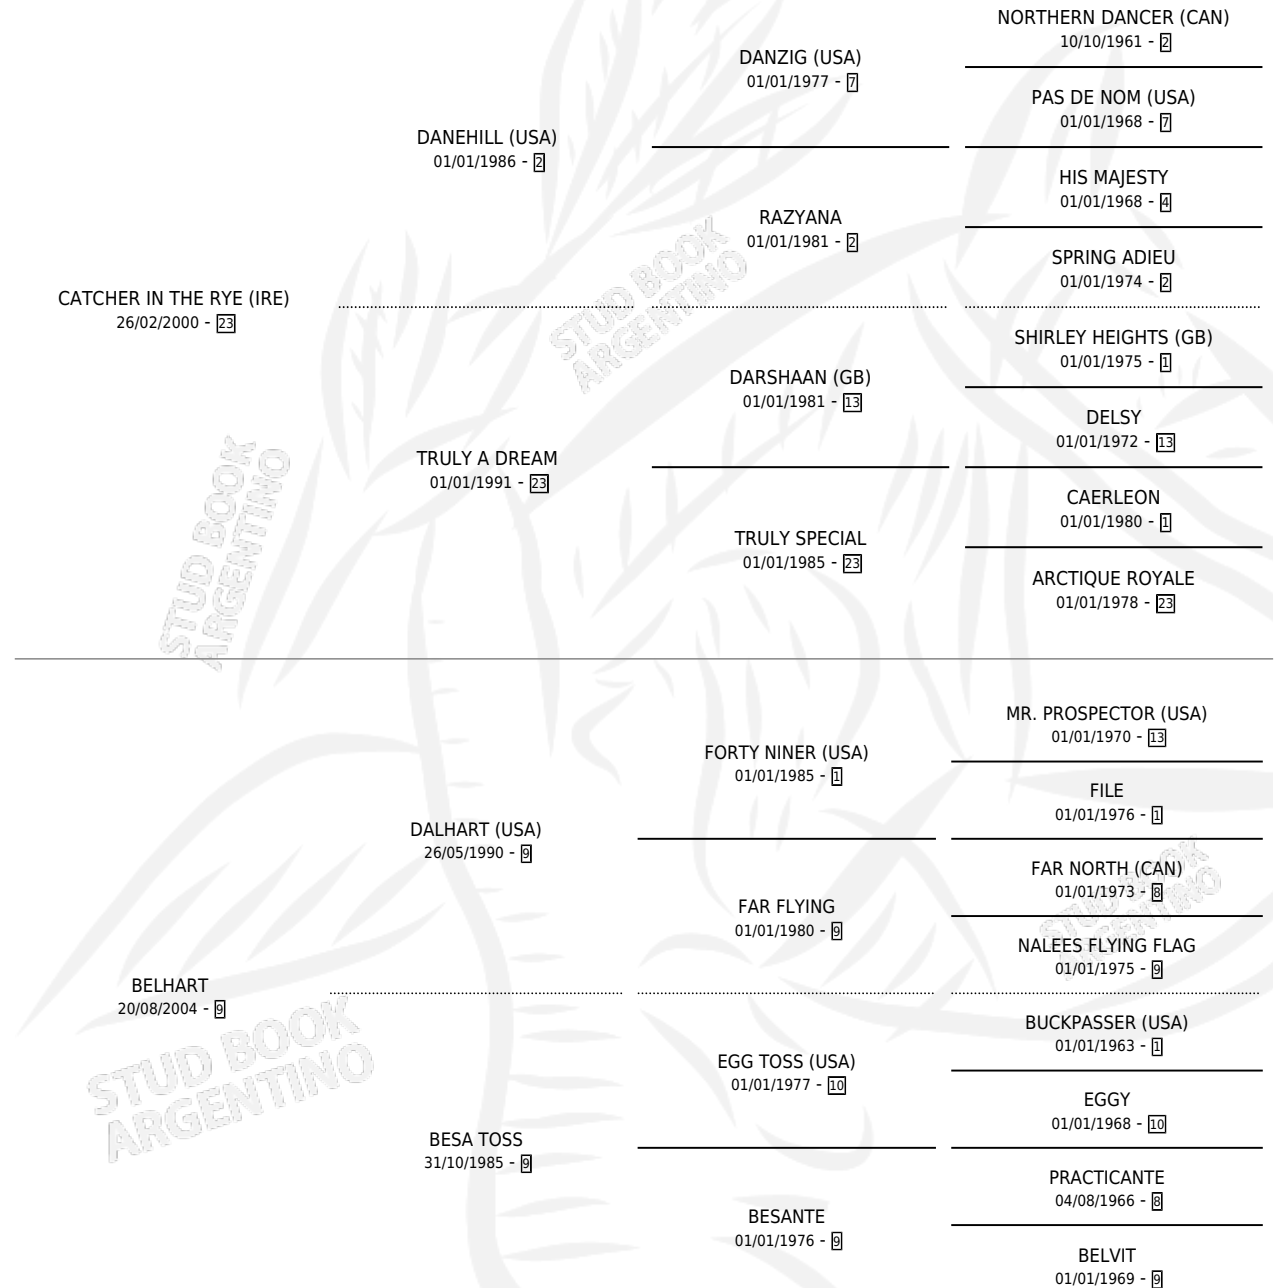 NORTHERN DANCER (CAN)
10/10/1961 - 2
DANZIG (USA)
01/01/1977 - 7
PAS DE NOM (USA)
01/01/1968 - 7
DANEHILL (USA)
01/01/1986 - 2
HIS MAJESTY
01/01/1968 - 4
RAZYANA
01/01/1981 - 2
SPRING ADIEU
01/01/1974 - 2
CATCHER IN THE RYE (IRE)
26/02/2000 - 23
SHIRLEY HEIGHTS (GB)
01/01/1975 - 1
DARSHAAN (GB)
01/01/1981 - 13
DELSY
01/01/1972 - 13
TRULY A DREAM
01/01/1991 - 23
CAERLEON
01/01/1980 - 1
TRULY SPECIAL
01/01/1985 - 23
ARCTIQUE ROYALE
01/01/1978 - 23
MR. PROSPECTOR (USA)
01/01/1970 - 13
FORTY NINER (USA)
01/01/1985 - 1
FILE
01/01/1976 - 1
DALHART (USA)
26/05/1990 - 9
FAR NORTH (CAN)
01/01/1973 - 8
FAR FLYING
01/01/1980 - 9
NALEES FLYING FLAG
01/01/1975 - 9
BELHART
20/08/2004 - 9
BUCKPASSER (USA)
01/01/1963 - 1
EGG TOSS (USA)
01/01/1977 - 10
EGGY
01/01/1968 - 10
BESA TOSS
31/10/1985 - 9
PRACTICANTE
04/08/1966 - 8
BESANTE
01/01/1976 - 9
BELVIT
01/01/1969 - 9
STUD BOOK
ARGENTINO
STUD BOOK
ARGENTINO
STUD BOOK
ARGENTINO
STUD BOOK
ARGENTINO